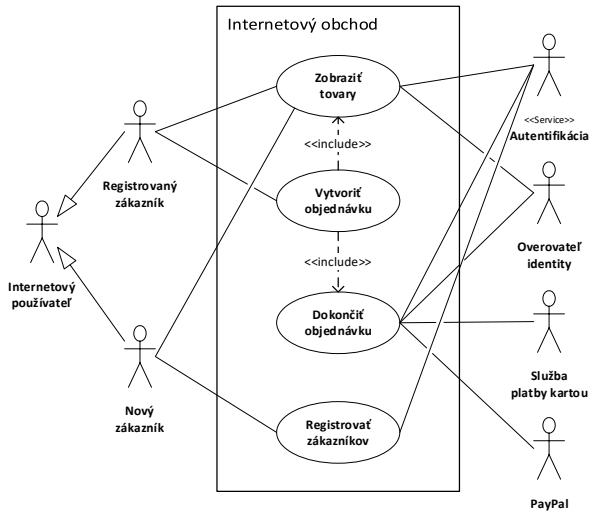 Internetový obchod
Zobraziť
tovary
<<Service>>
Autentifikácia
<<include>>
Registrovaný
zákazník
Vytvoriť
objednávku
Overovateľ
identity
<<include>>
Internetový
používateľ
Dokončiť
objednávku
Služba
platby kartou
Nový
zákazník
Registrovať
zákazníkov
PayPal